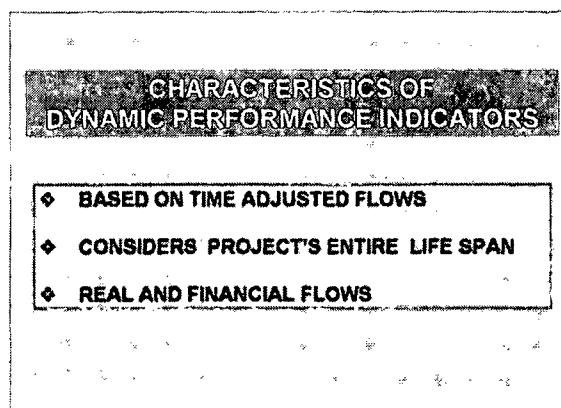 CHARACTERISTICS OF
DYNAMIC PERFORMANCE INDICATORS
❖ BASED ON TIME ADJUSTED FLOWS
❖ CONSIDERS PROJECT'S ENTIRE LIFE SPAN
❖ REAL AND FINANCIAL FLOWS